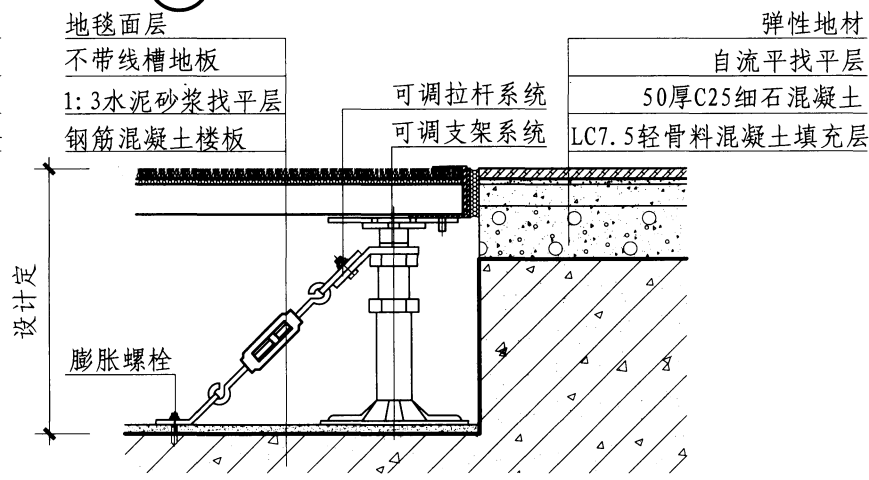 地毯面层
不带线槽地板
1:3水泥砂浆找平层
钢筋混凝土楼板
可调拉杆系统
可调支架系统
弹性地材
自流平找平层
50厚C25细石混凝土
LC7.5轻骨料混凝土填充层
设计定
膨胀螺栓